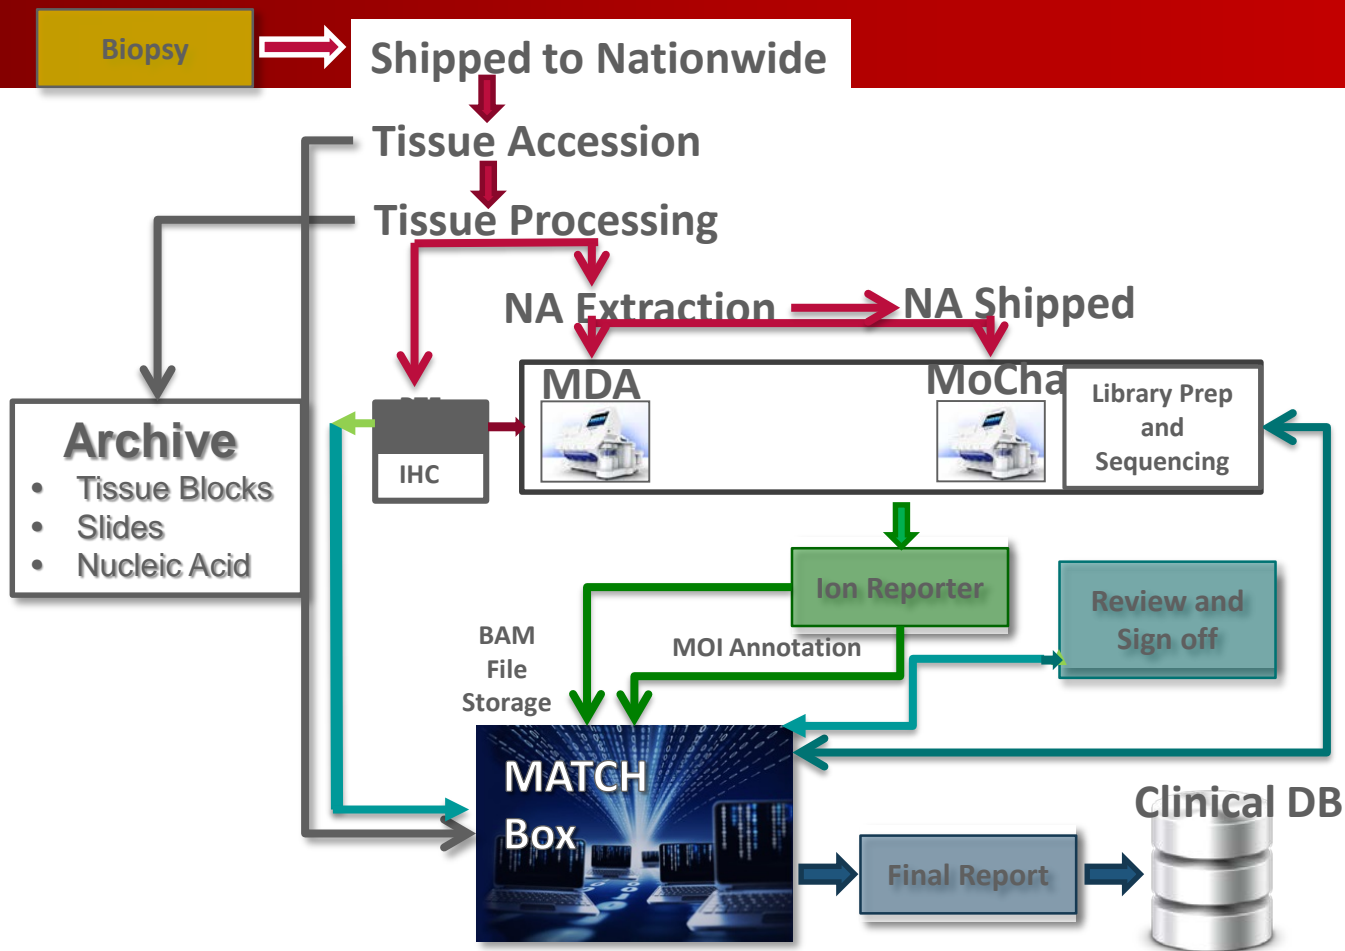 Biopsy
Shipped to Nationwide
Tissue Accession
Tissue Processing
NA Extraction
NA Shipped
MDA
MoCha
Library Prep
and
Sequencing
IHC
Archive
• Tissue Blocks
• Slides
• Nucleic Acid
Ion Reporter
Review and
Sign off
BAM
File
Storage
MOI Annotation
MATCH
Box
Clinical DB
Final Report